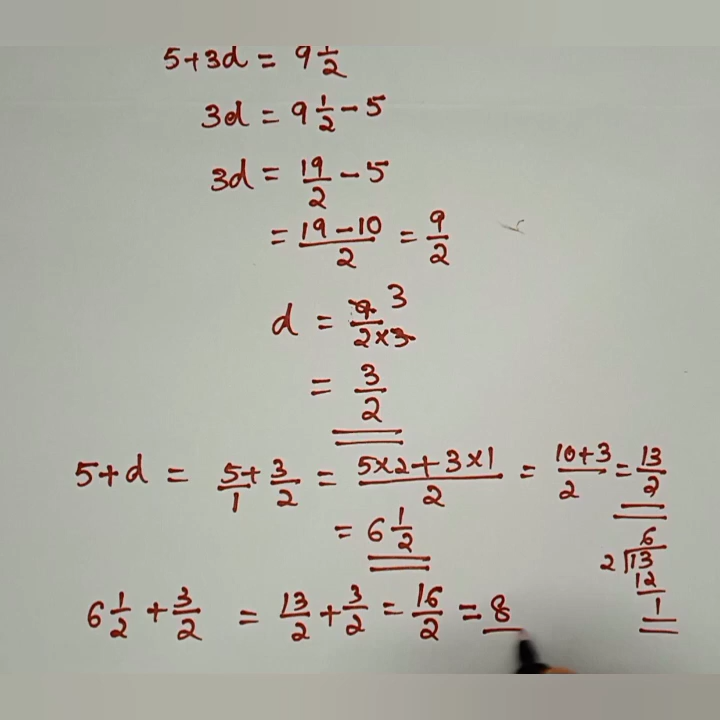 5+3d = 9 1/2
3d = 9 1/2 - 5
3d = 19/2 - 5
= 19-10/2 = 9/2
d = 9/2×3 3
= 3/2
5+d = 5/1 + 3/2 = 5×2+3×1/2 = 10+3/2 = 13/2
= 6 1/2
6
2 13
12
1
6 1/2 + 3/2 = 13/2 + 3/2 = 16/2 = 8